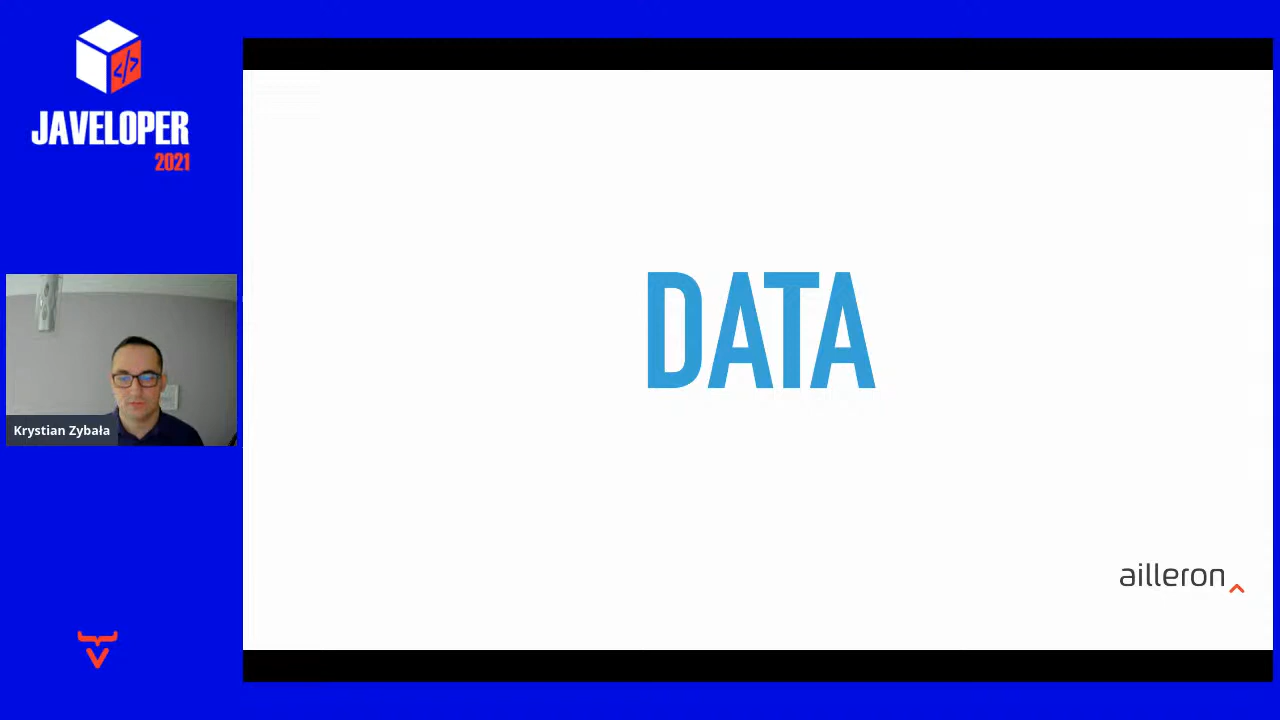 </>
JAVELOPER
2021
Krystian Zybała
DATA
ailleron